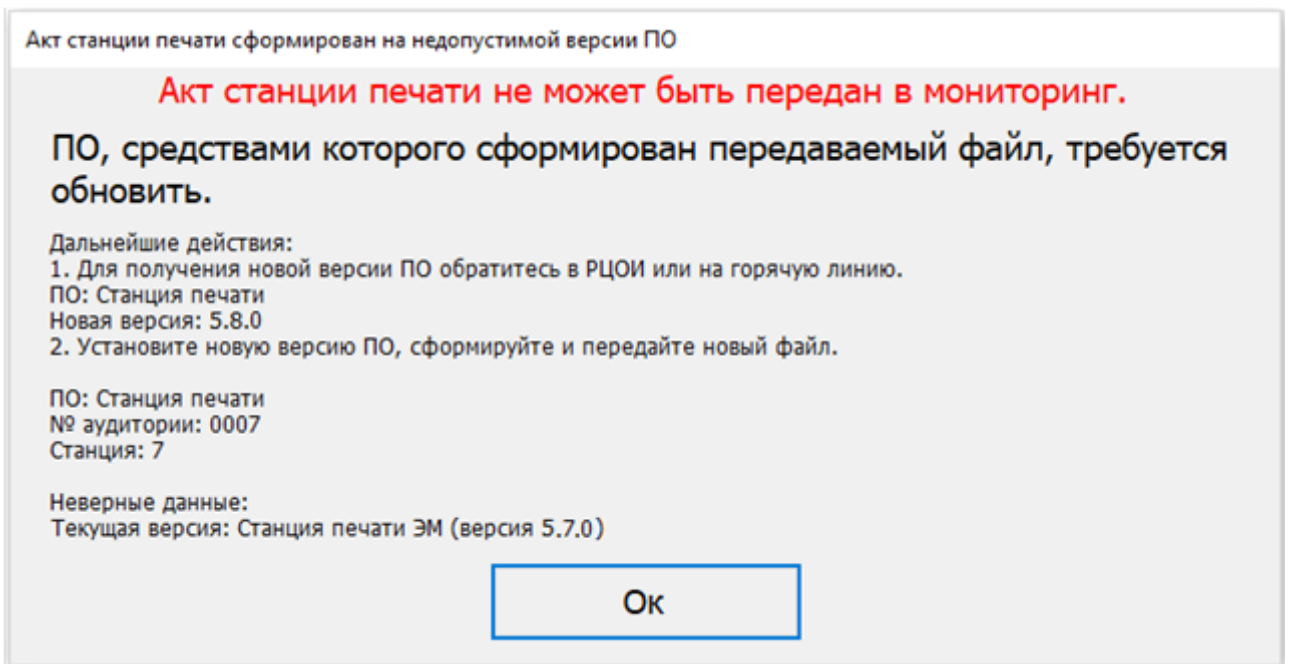 Акт станции печати сформирован на недопустимой версии ПО
Акт станции печати не может быть передан в мониторинг.
ПО, средствами которого сформирован передаваемый файл, требуется
обновить.
Дальнейшие действия:
1. Для получения новой версии ПО обратитесь в РЦОИ или на горячую линию.
ПО: Станция печати
Новая версия: 5.8.0
2. Установите новую версию ПО, сформируйте и передайте новый файл.
ПО: Станция печати
№ аудитории: 0007
Станция: 7
Неверные данные:
Текущая версия: Станция печати ЭМ (версия 5.7.0)
Ок